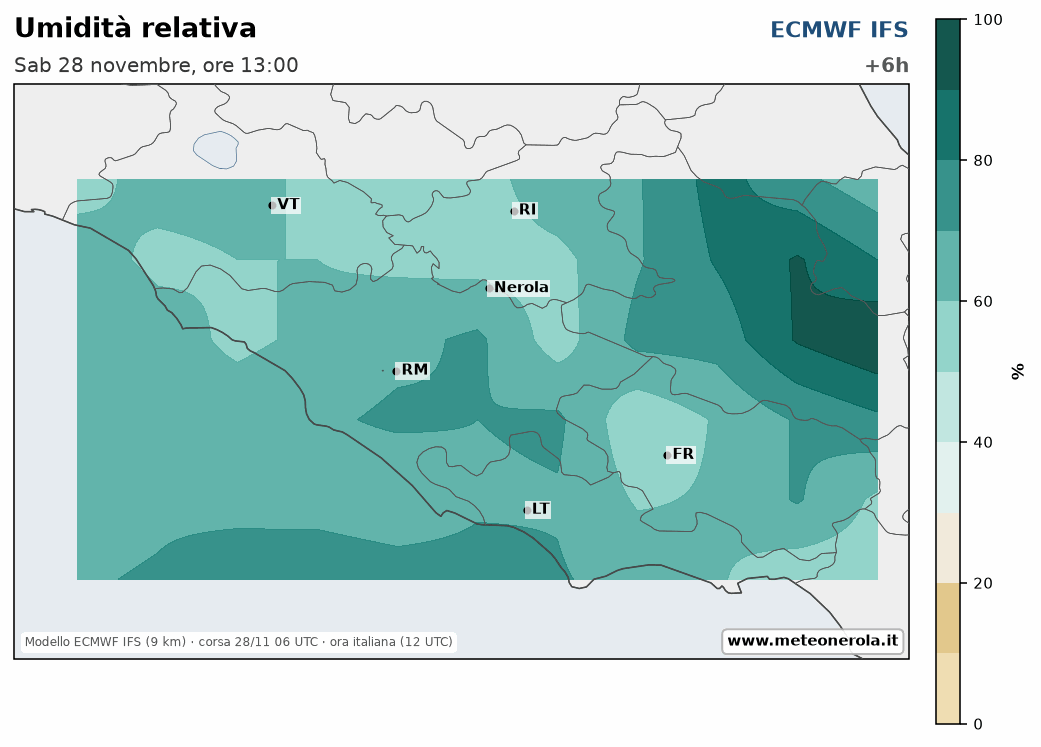 Umidità relativa
ECMWF IFS
Sab 28 novembre, ore 13:00
+6h
100
80
60
40
20
0
%
VT
RI
Nerola
RM
FR
LT
Modello ECMWF IFS (9 km) · corsa 28/11 06 UTC · ora italiana (12 UTC)
www.meteonerola.it